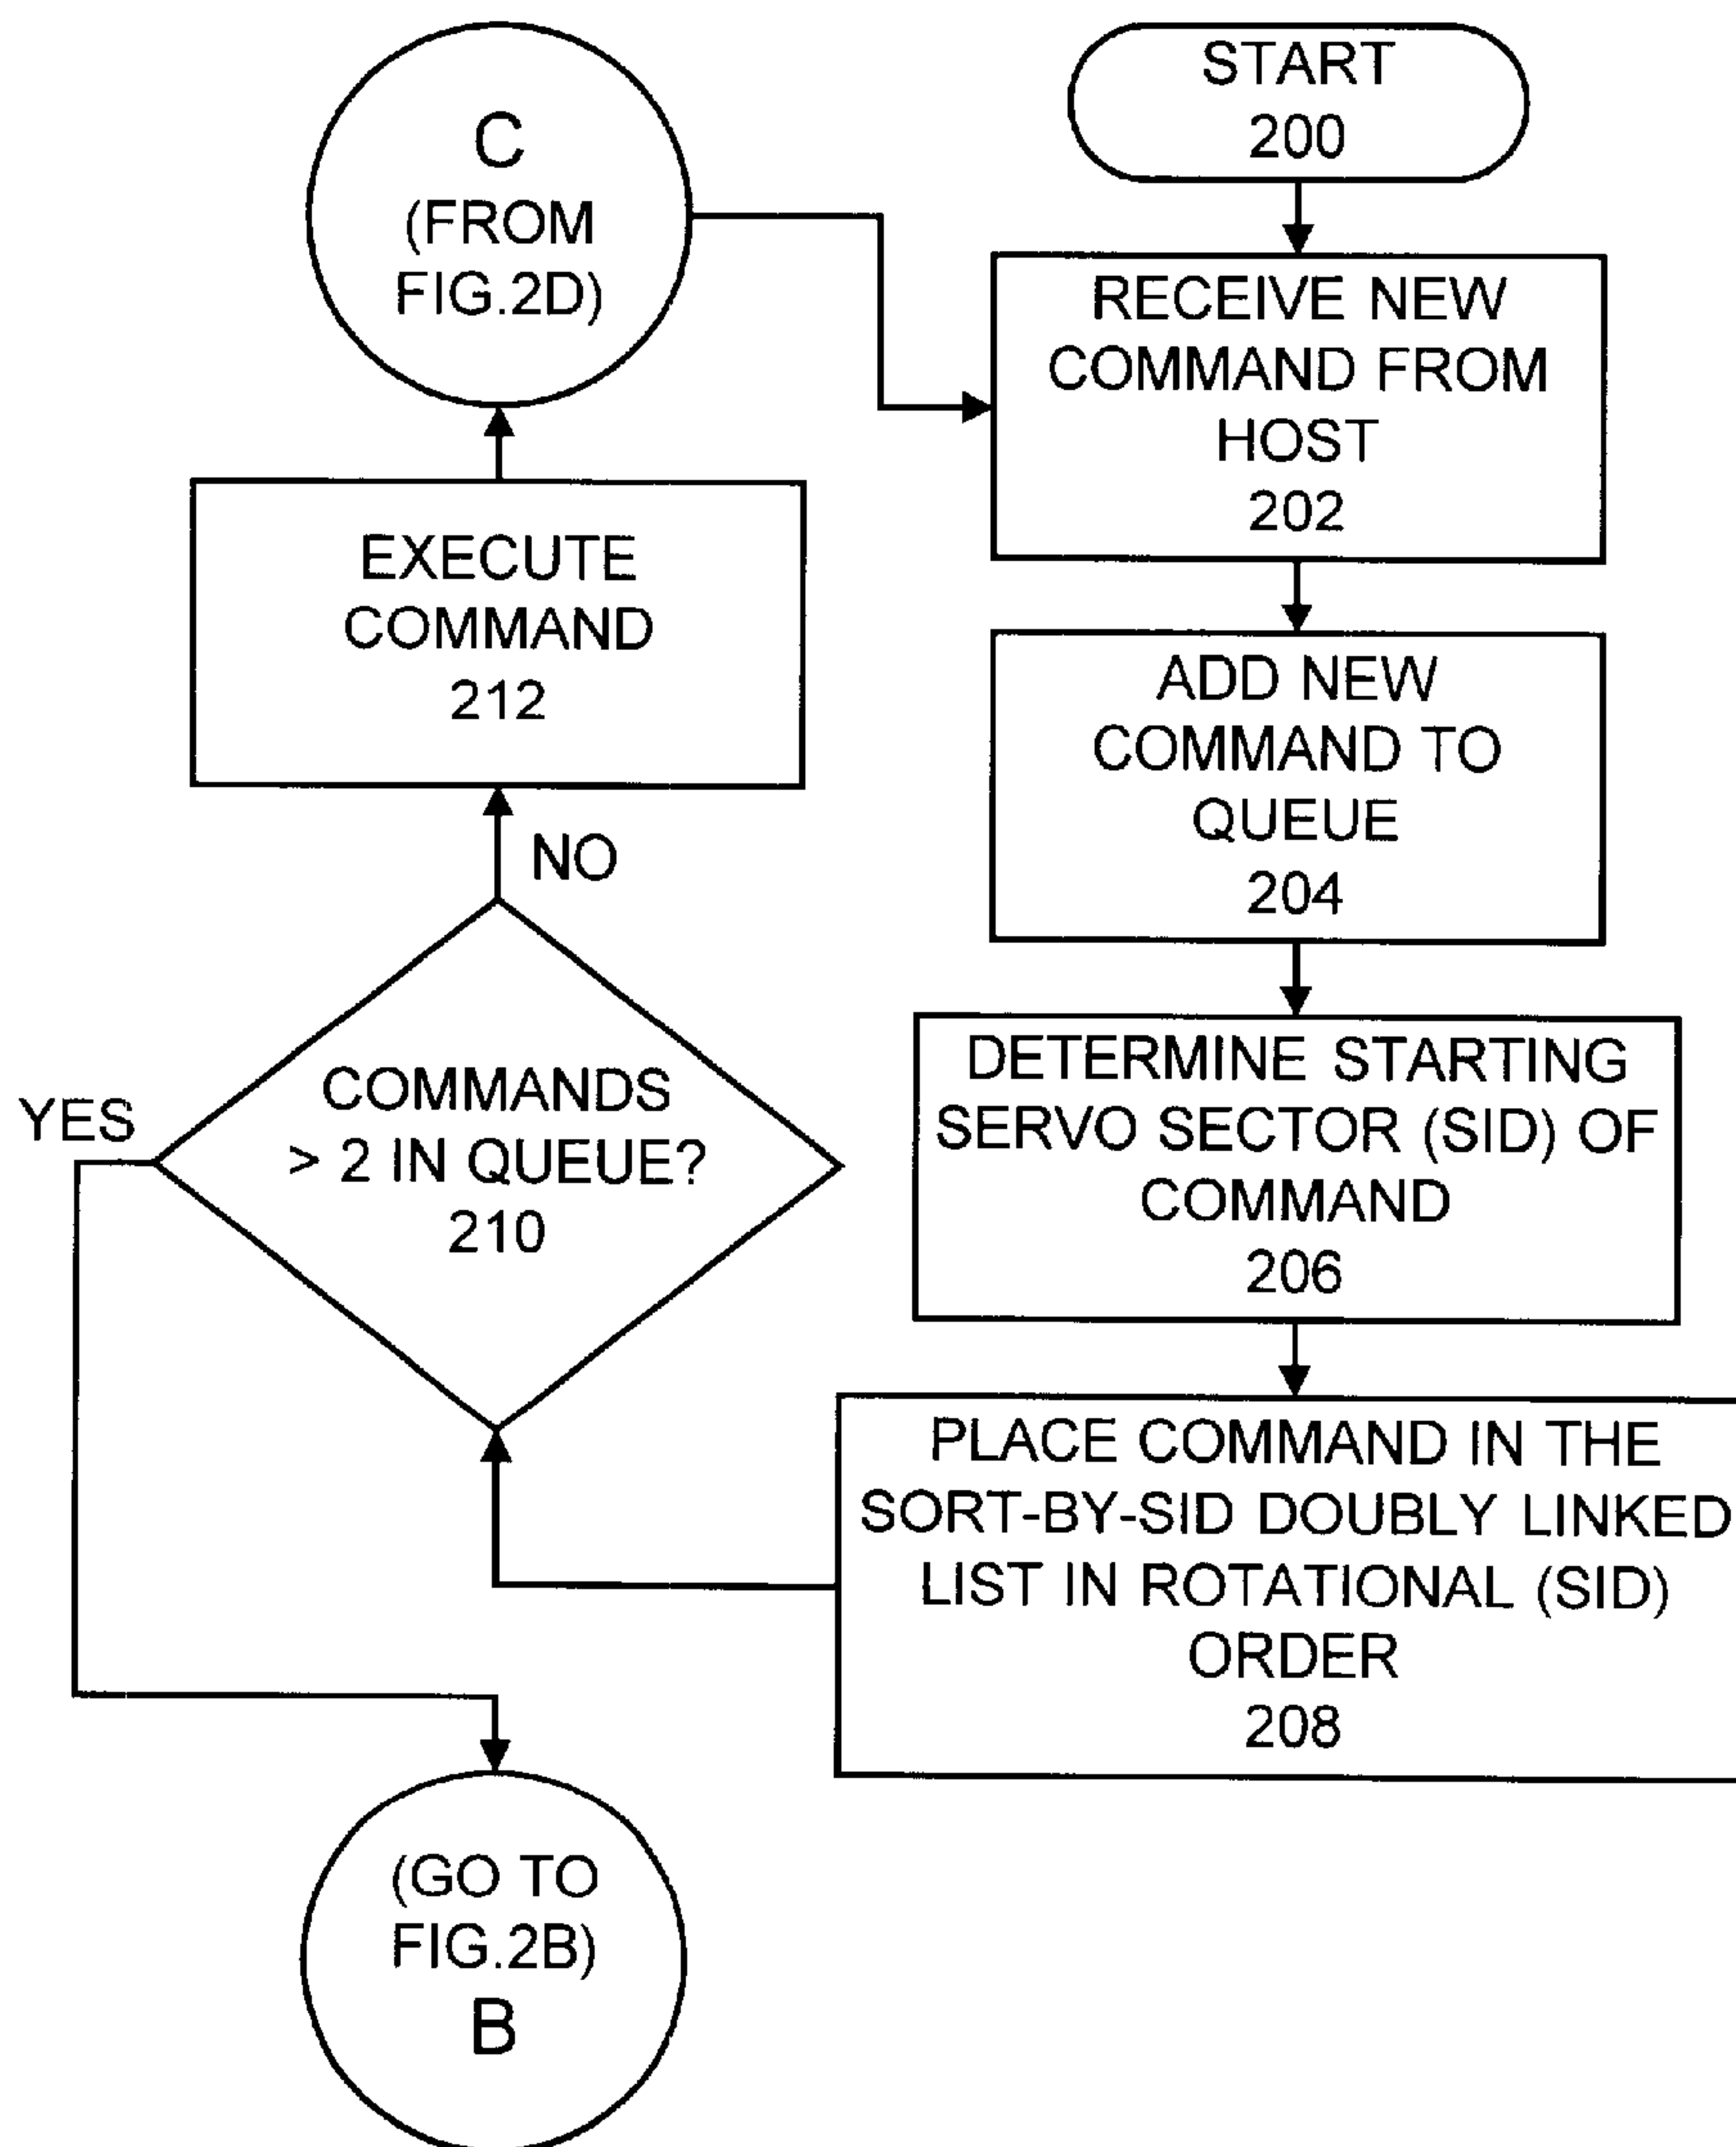 START
200
RECEIVE NEW
COMMAND FROM
HOST
202
ADD NEW
COMMAND TO
QUEUE
204
DETERMINE STARTING
SERVO SECTOR (SID) OF
COMMAND
206
PLACE COMMAND IN THE
SORT-BY-SID DOUBLY LINKED
LIST IN ROTATIONAL (SID)
ORDER
208
COMMANDS
> 2 IN QUEUE?
210
NO
EXECUTE
COMMAND
212
C
(FROM
FIG.2D)
YES
(GO TO
FIG.2B)
B